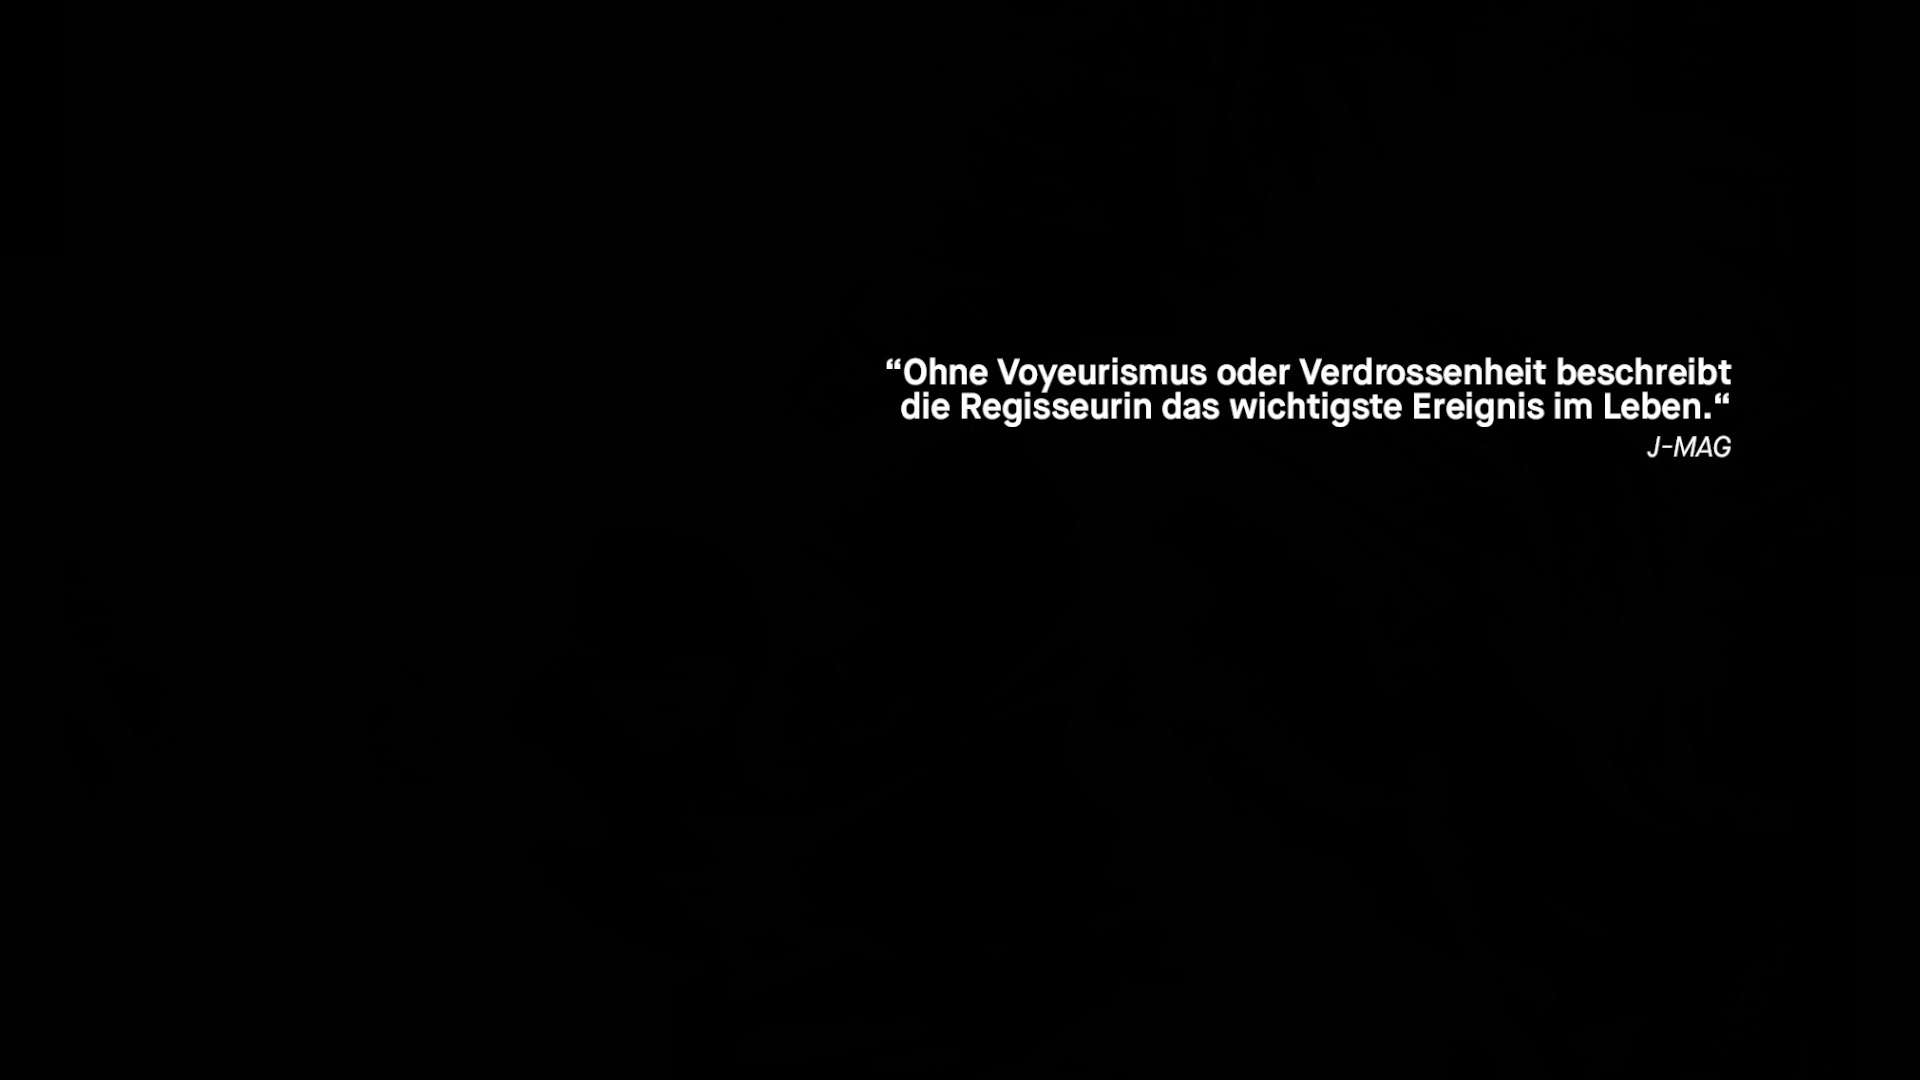 “Ohne Voyeurismus oder Verdrossenheit beschreibt
die Regisseurin das wichtigste Ereignis im Leben.“
J-MAG